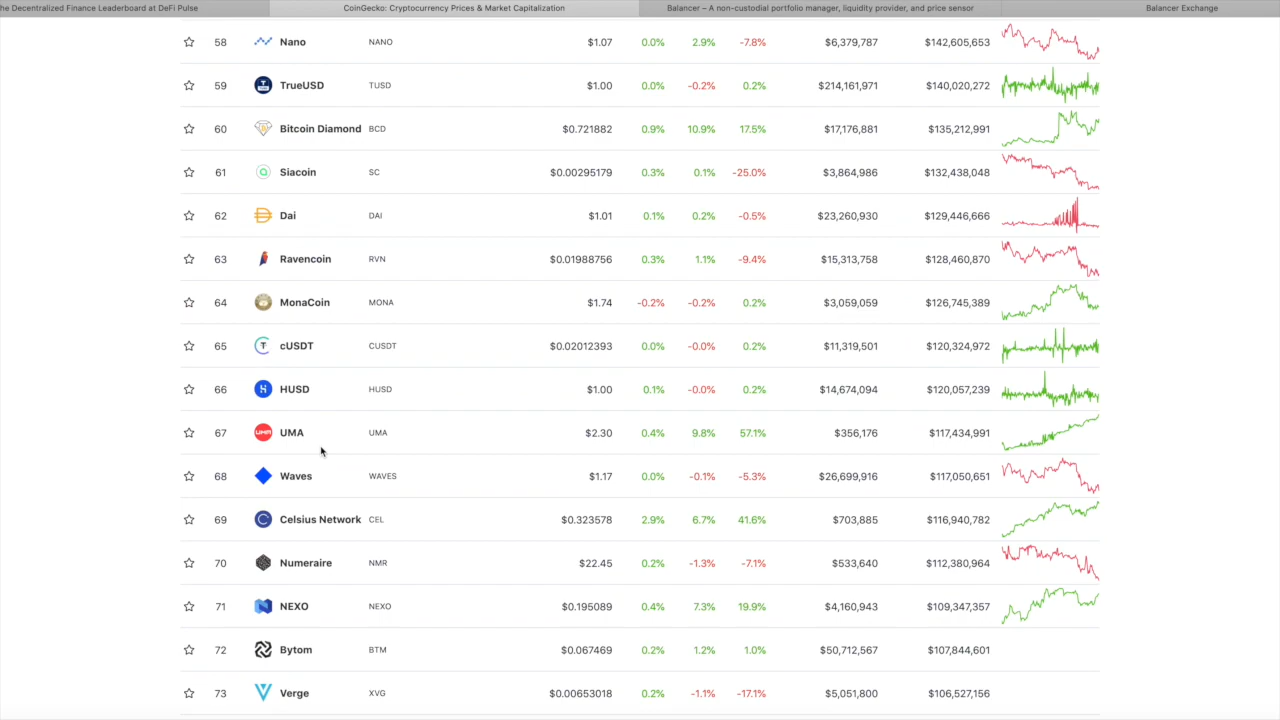 he Decentralized Finance Leaderboard at DeFi Pulse CoinGecko: Cryptocurrency Prices & Market Capitalization Balancer – A non-custodial portfolio manager, liquidity provider, and price sensor Balancer Exchange
58 Nano NANO $1.07 0.0% 2.9% -7.8% $6,379,787 $142,605,653
59 TrueUSD TUSD $1.00 0.0% -0.2% 0.2% $214,161,971 $140,020,272
60 Bitcoin Diamond BCD $0.721882 0.9% 10.9% 17.5% $17,176,881 $135,212,991
61 Siacoin SC $0.00295179 0.3% 0.1% -25.0% $3,864,986 $132,438,048
62 Dai DAI $1.01 0.1% 0.2% -0.5% $23,260,930 $129,446,666
63 Ravencoin RVN $0.01988756 0.3% 1.1% -9.4% $15,313,758 $128,460,870
64 MonaCoin MONA $1.74 -0.2% -0.2% 0.2% $3,059,059 $126,745,389
65 cUSDT CUSDT $0.02012393 0.0% -0.0% 0.2% $11,319,501 $120,324,972
66 HUSD HUSD $1.00 0.1% -0.0% 0.2% $14,674,094 $120,057,239
67 UMA UMA $2.30 0.4% 9.8% 57.1% $356,176 $117,434,991
68 Waves WAVES $1.17 0.0% -0.1% -5.3% $26,699,916 $117,050,651
69 Celsius Network CEL $0.323578 2.9% 6.7% 41.6% $703,885 $116,940,782
70 Numeraire NMR $22.45 0.2% -1.3% -7.1% $533,640 $112,380,964
71 NEXO NEXO $0.195089 0.4% 7.3% 19.9% $4,160,943 $109,347,357
72 Bytom BTM $0.067469 0.2% 1.2% 1.0% $50,712,567 $107,844,601
73 Verge XVG $0.00653018 0.2% -1.1% -17.1% $5,051,800 $106,527,156